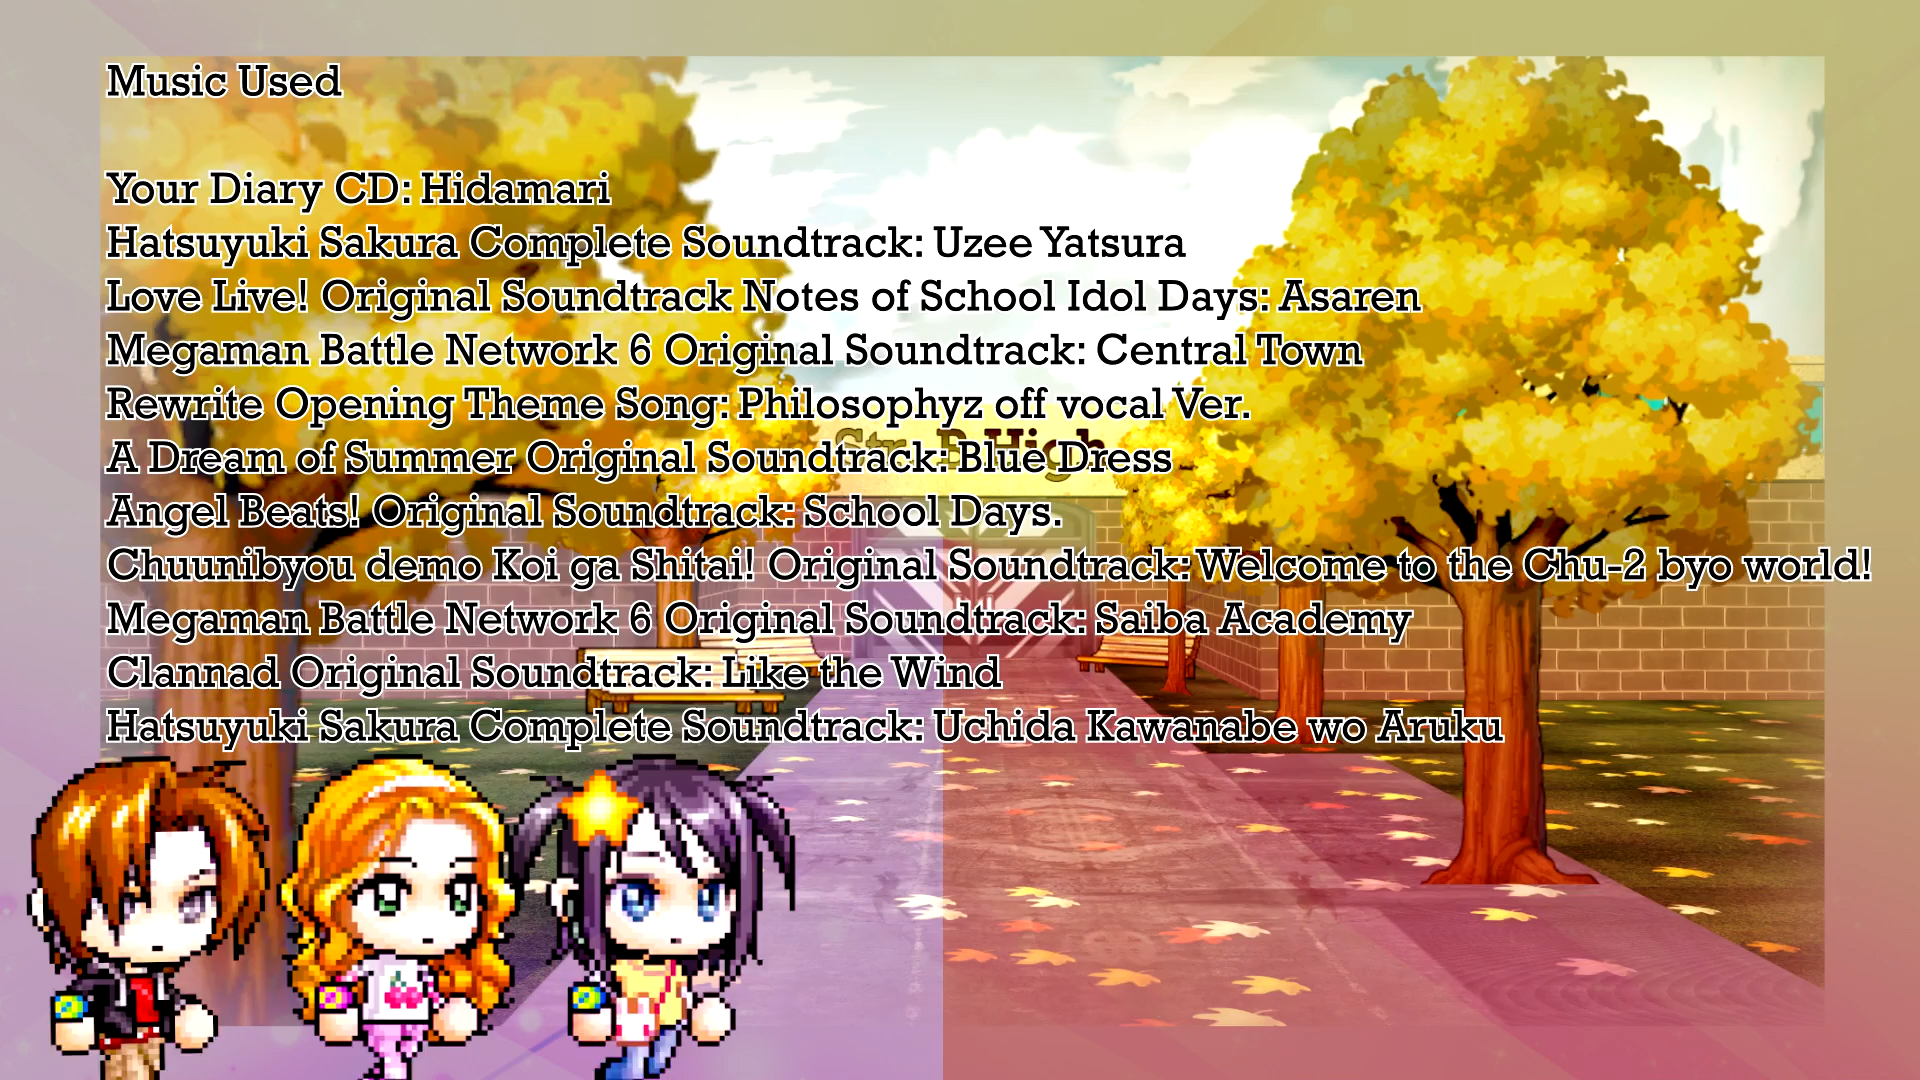 Music Used
Your Diary CD: Hidamari
Hatsuyuki Sakura Complete Soundtrack: Uzee Yatsura
Love Live! Original Soundtrack Notes of School Idol Days: Asaren
Megaman Battle Network 6 Original Soundtrack: Central Town
Rewrite Opening Theme Song: Philosophyz off vocal Ver.
Str. B High
A Dream of Summer Original Soundtrack: Blue Dress
Angel Beats! Original Soundtrack: School Days.
Chuunibyou demo Koi ga Shitai! Original Soundtrack: Welcome to the Chu-2 byo world!
Megaman Battle Network 6 Original Soundtrack: Saiba Academy
Clannad Original Soundtrack: Like the Wind
Hatsuyuki Sakura Complete Soundtrack: Uchida Kawanabe wo Aruku